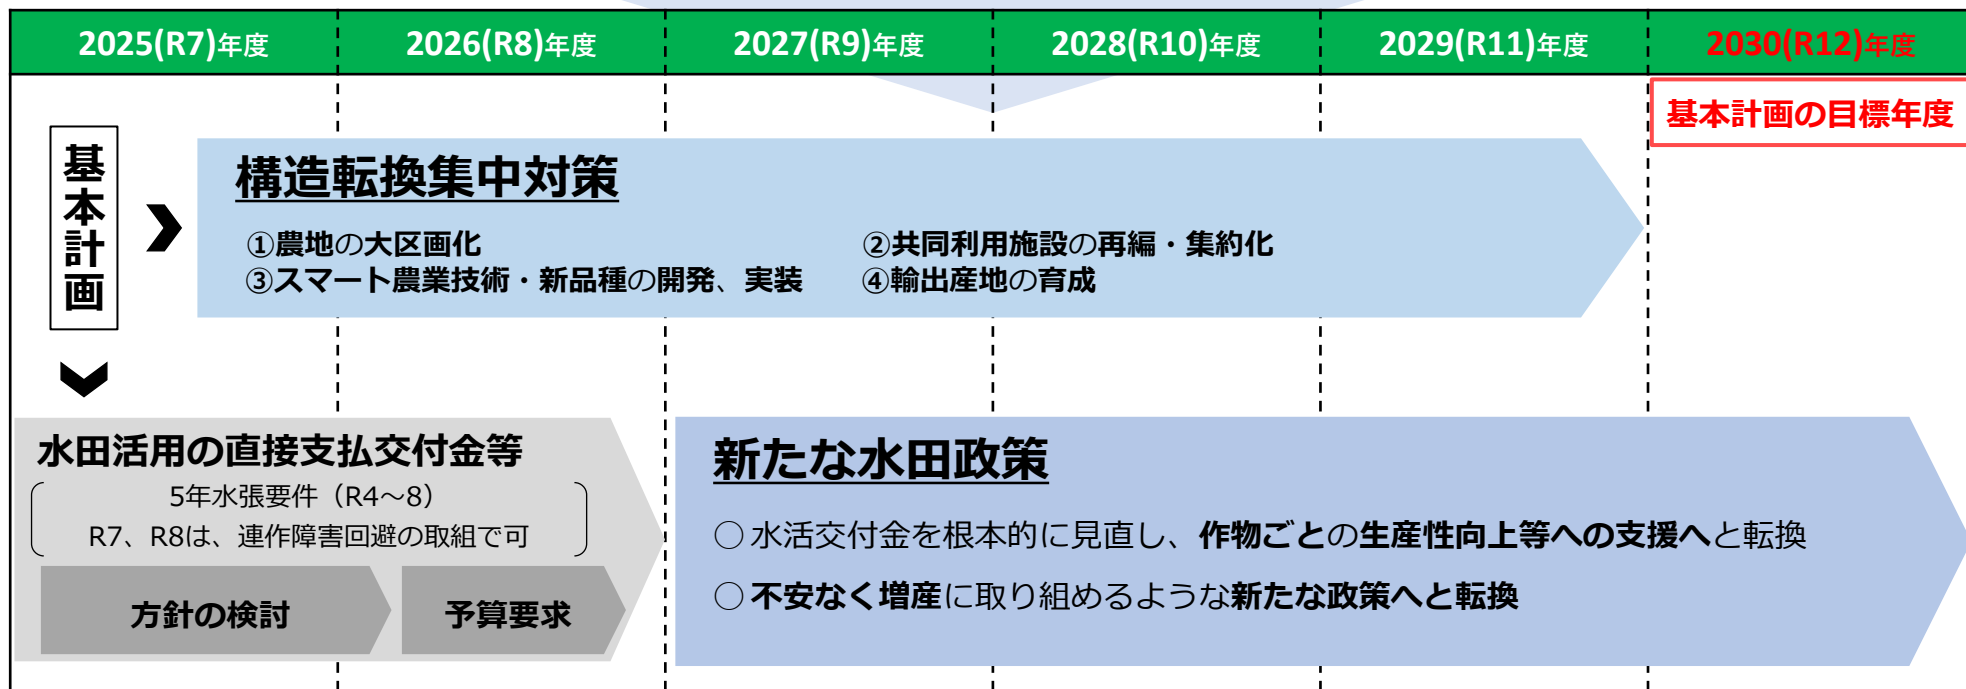 2025(R7)年度 2026(R8)年度 2027(R9)年度 2028(R10)年度 2029(R11)年度 2030(R12)年度
基本計画の目標年度
基本計画
構造転換集中対策
①農地の大区画化 ②共同利用施設の再編・集約化
③スマート農業技術・新品種の開発、実装 ④輸出産地の育成
水田活用の直接支払交付金等
5年水張要件（R4～8）
R7、R8は、連作障害回避の取組で可
方針の検討 予算要求
新たな水田政策
○水活交付金を根本的に見直し、作物ごとの生産性向上等への支援へと転換
○不安なく増産に取り組めるような新たな政策へと転換